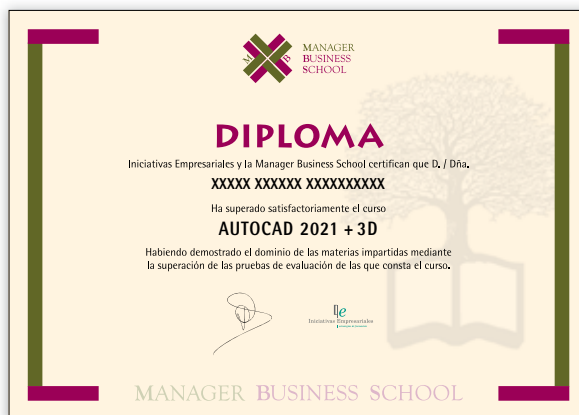 M B
MANAGER
BUSINESS
SCHOOL
DIPLOMA
Iniciativas Empresariales y la Manager Business School certifican que D. / Dña.
XXXXX XXXXXX XXXXXXXXXX
Ha superado satisfactoriamente el curso
AUTOCAD 2021 + 3D
Habiendo demostrado el dominio de las materias impartidas mediante
la superación de las pruebas de evaluación de las que consta el curso.
Ie
Iniciativas Empresariales
MANAGER BUSINESS SCHOOL